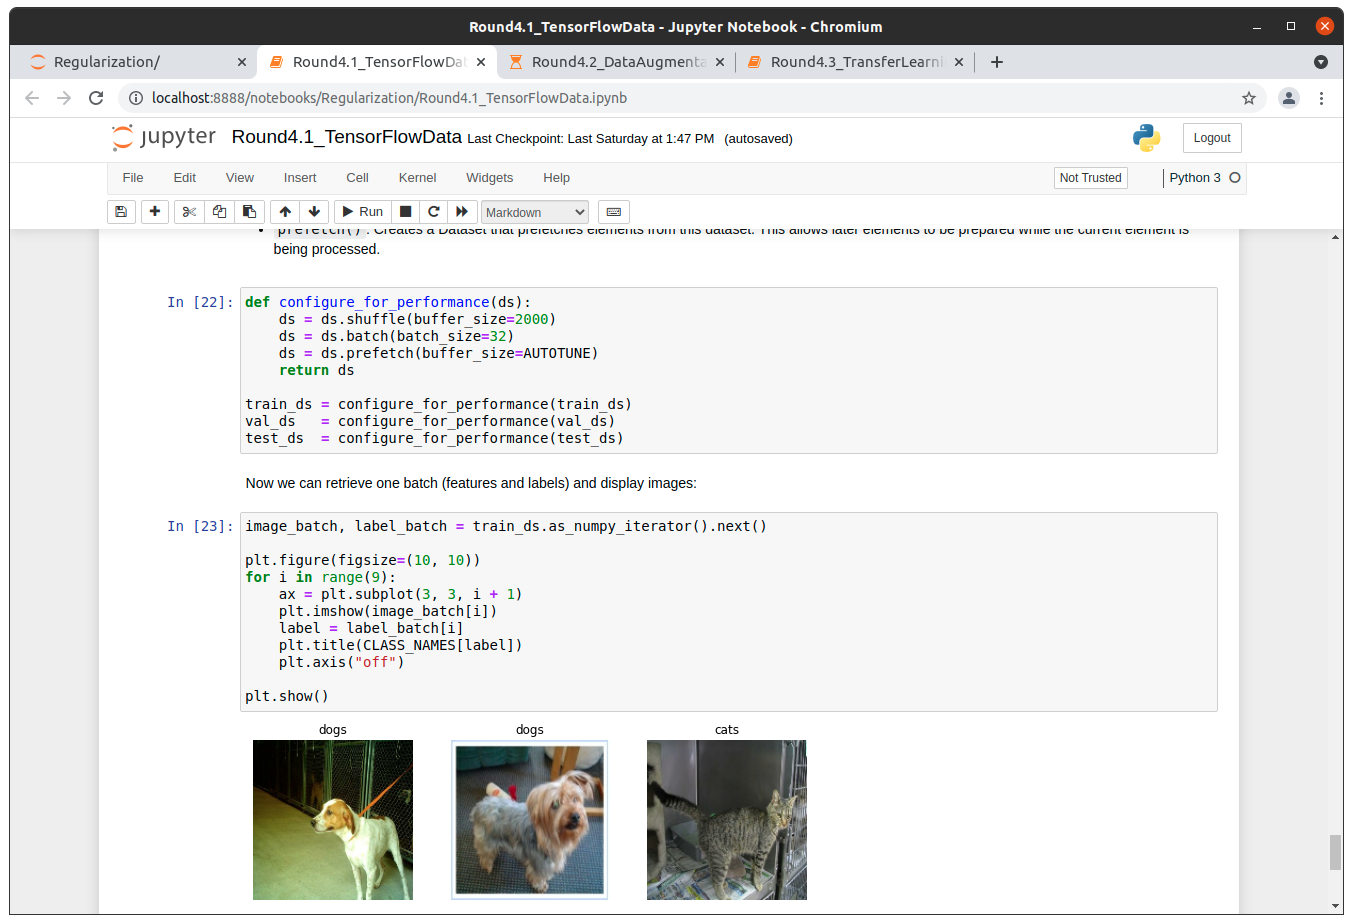 Round4.1_TensorFlowData - Jupyter Notebook - Chromium
Regularization/
Round4.1_TensorFlowDat
Round4.2_DataAugmenta
Round4.3_TransferLearni
localhost:8888/notebooks/Regularization/Round4.1_TensorFlowData.ipynb
jupyter Round4.1_TensorFlowData Last Checkpoint: Last Saturday at 1:47 PM (autosaved)
Logout
File Edit View Insert Cell Kernel Widgets Help
Not Trusted
Python 3
Run
Markdown
prefetch() : Creates a Dataset that prefetches elements from this dataset. This allows later elements to be prepared while the current element is
being processed.
In [22]:
def configure_for_performance(ds):
    ds = ds.shuffle(buffer_size=2000)
    ds = ds.batch(batch_size=32)
    ds = ds.prefetch(buffer_size=AUTOTUNE)
    return ds
train_ds = configure_for_performance(train_ds)
val_ds   = configure_for_performance(val_ds)
test_ds  = configure_for_performance(test_ds)
Now we can retrieve one batch (features and labels) and display images:
In [23]:
image_batch, label_batch = train_ds.as_numpy_iterator().next()
plt.figure(figsize=(10, 10))
for i in range(9):
    ax = plt.subplot(3, 3, i + 1)
    plt.imshow(image_batch[i])
    label = label_batch[i]
    plt.title(CLASS_NAMES[label])
    plt.axis("off")
plt.show()
dogs
dogs
cats